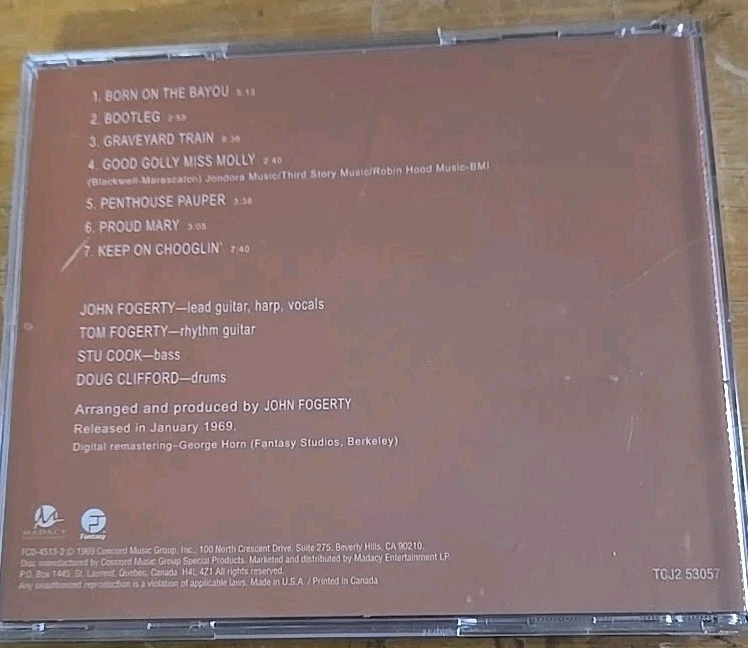 1. BORN ON THE BAYOU 5:13
2. BOOTLEG 2:59
3. GRAVEYARD TRAIN 8:36
4. GOOD GOLLY MISS MOLLY 2:40
(Blackwell-Marascalco) Jondora Music/Third Story Music/Robin Hood Music-BMI
5. PENTHOUSE PAUPER 3:38
6. PROUD MARY 3:05
7. KEEP ON CHOOGLIN' 7:40
JOHN FOGERTY—lead guitar, harp, vocals
TOM FOGERTY—rhythm guitar
STU COOK—bass
DOUG CLIFFORD—drums
Arranged and produced by JOHN FOGERTY
Released in January 1969.
Digital remastering–George Horn (Fantasy Studios, Berkeley)
MADACY
Fantasy
FCD-4513-2 © 1969 Concord Music Group, Inc., 100 North Crescent Drive, Suite 275, Beverly Hills, CA 90210.
Disc manufactured by Concord Music Group Special Products. Marketed and distributed by Madacy Entertainment LP.
P.O. Box 1445, St. Laurent, Quebec, Canada H4L 4Z1 All rights reserved.
Any unauthorized reproduction is a violation of applicable laws. Made in U.S.A. / Printed in Canada
TCJ2 53057